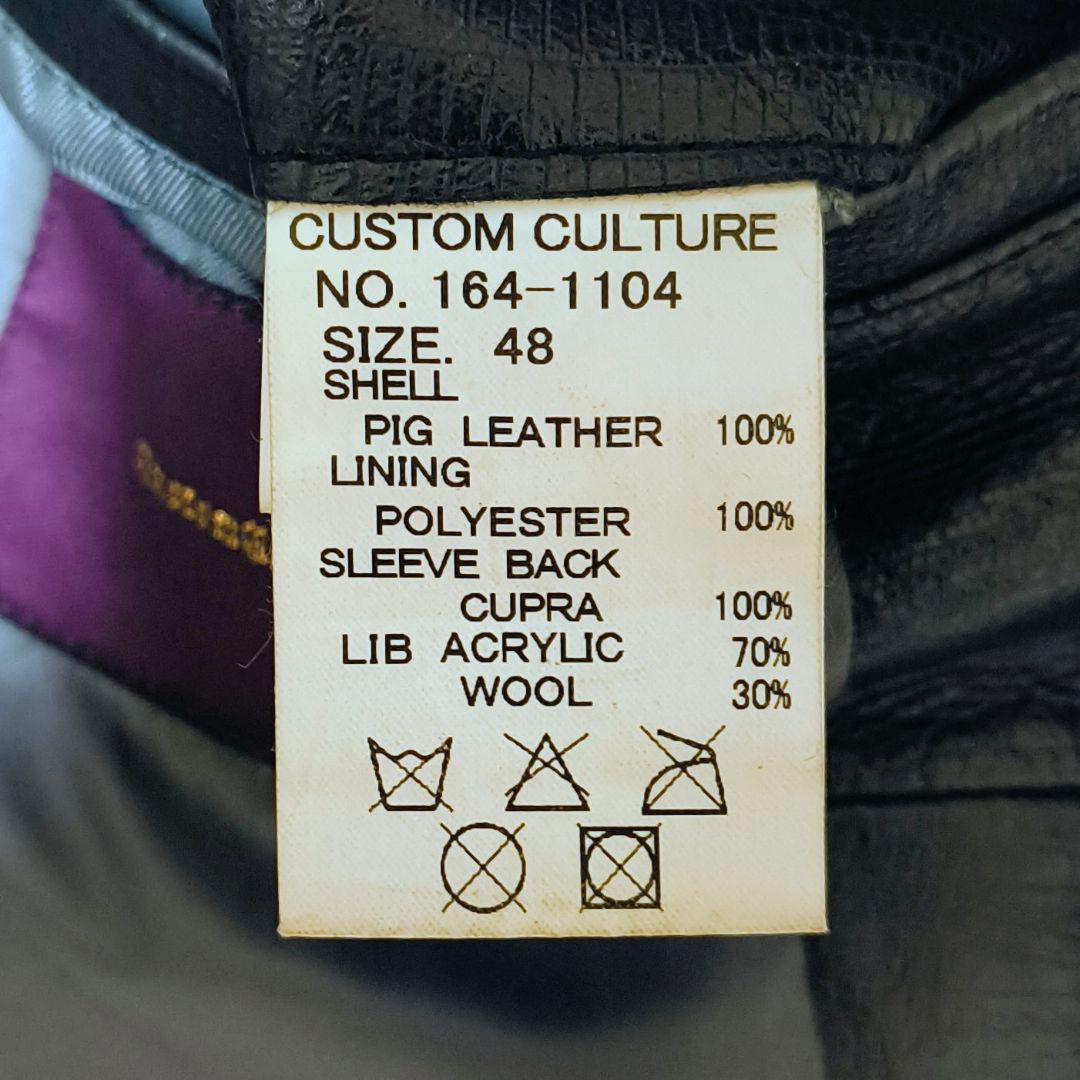 CUSTOM CULTURE
NO. 164-1104
SIZE. 48
SHELL
PIG LEATHER 100%
LINING
POLYESTER 100%
SLEEVE BACK
CUPRA 100%
LIB ACRYLIC 70%
WOOL 30%